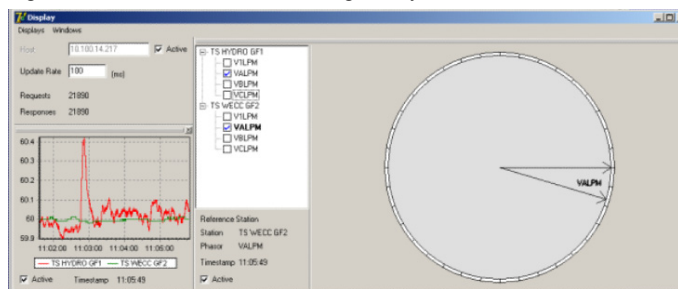 Display
Displays Windows
Host 10.100.14.217 Active
Update Rate 100 (ms)
Requests 21890
Responses 21890
TS HYDRO GF1
V1LPM
VALPM
VBLPM
VCLPM
TS WECC GF2
V1LPM
VALPM
VBLPM
VCLPM
VALPM
60.4
60.3
60.2
60.1
60
59.9
11:02:00 11:03:00 11:04:00 11:06:00
TS HYDRO GF1 TS WECC GF2
Active Timestamp 11:05:49
Reference Station
Station TS WECC GF2
Phasor VALPM
Timestamp 11:05:49
Active